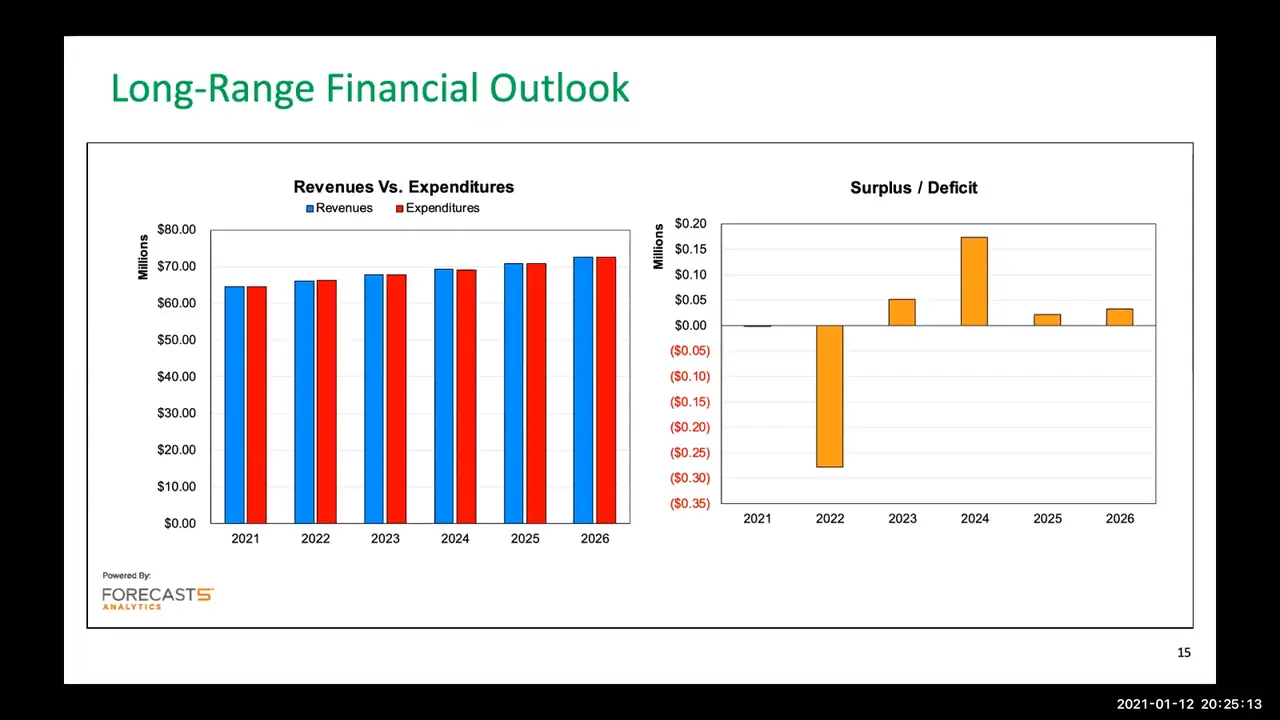 Long-Range Financial Outlook
Revenues Vs. Expenditures
Revenues Expenditures
Millions
$80.00
$70.00
$60.00
$50.00
$40.00
$30.00
$20.00
$10.00
$0.00
2021 2022 2023 2024 2025 2026
Surplus / Deficit
Millions
$0.20
$0.15
$0.10
$0.05
$0.00
($0.05)
($0.10)
($0.15)
($0.20)
($0.25)
($0.30)
($0.35)
2021 2022 2023 2024 2025 2026
Powered By:
FORECAST5
ANALYTICS
15
2021-01-12 20:25:13